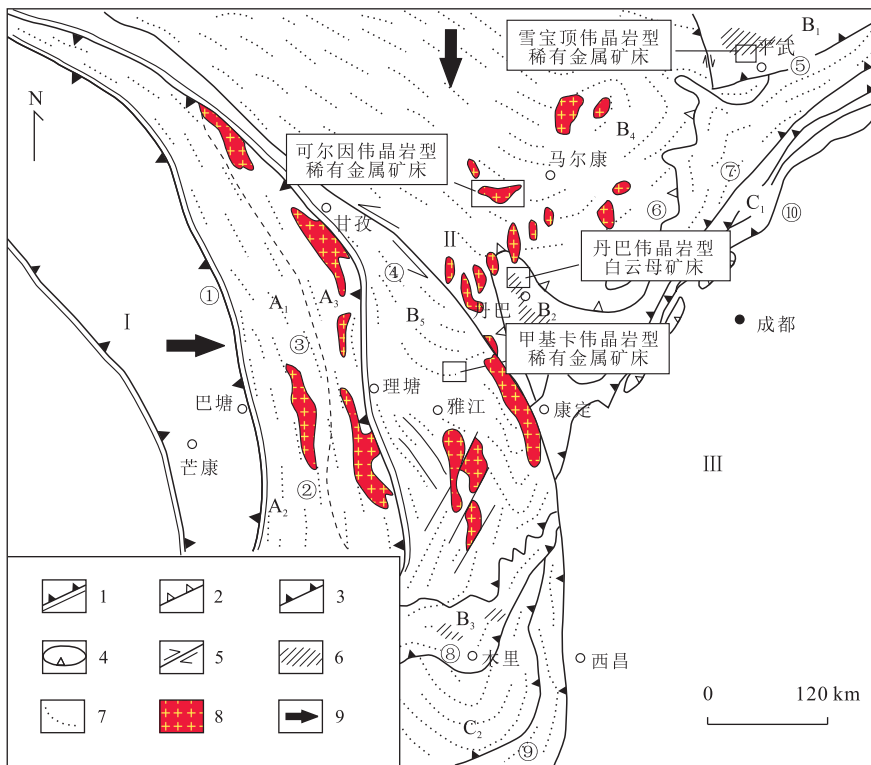 雪宝顶伟晶岩型
稀有金属矿床
B₁
平武
⑤
N
B₄
可尔因伟晶岩型
稀有金属矿床
马尔康
⑦
C₁
⑥
⑩
甘孜
Ⅱ
④
丹巴伟晶岩型
白云母矿床
①
A₁
A₃
B₅
丹巴
B₂
Ⅰ
③
成都
甲基卡伟晶岩型
稀有金属矿床
巴塘
理塘
雅江
康定
芒康
Ⅲ
②
A₂
1
2
3
4
5
6
7
8
9
B₃
⑧
木里
西昌
C₂
⑨
0
120 km